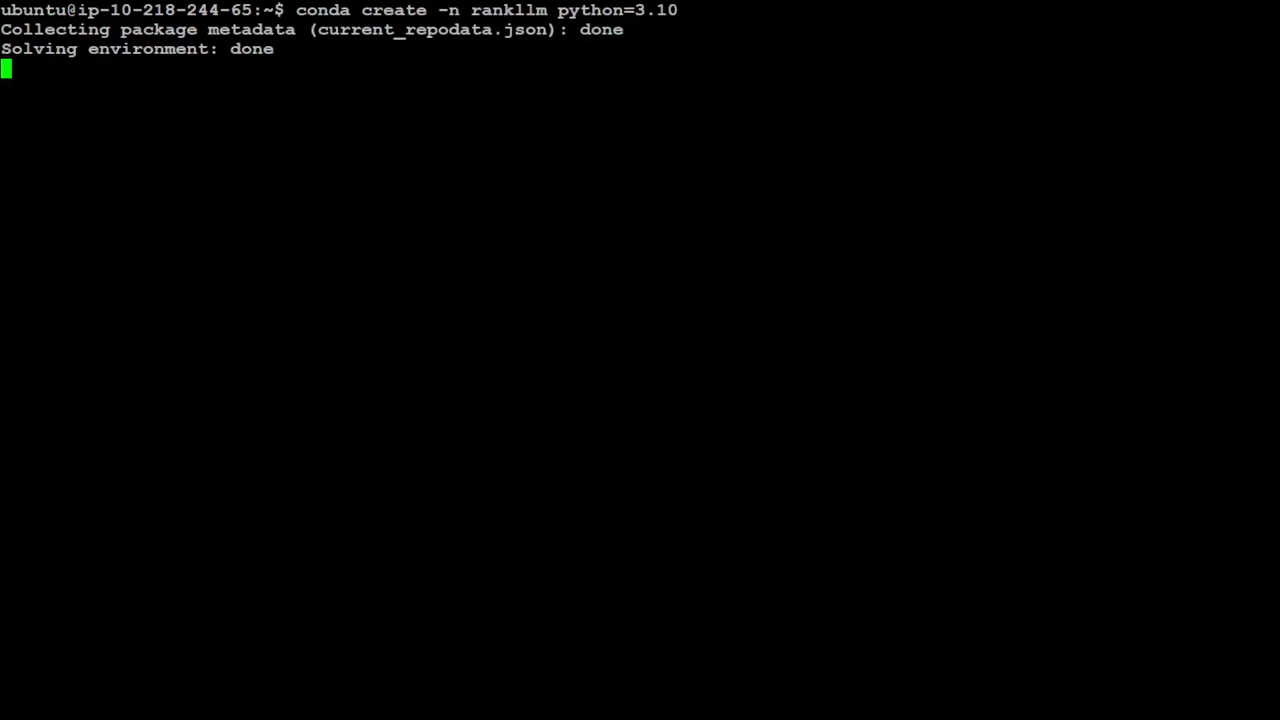 ubuntu@ip-10-218-244-65:~$ conda create -n rankllm python=3.10
Collecting package metadata (current_repodata.json): done
Solving environment: done